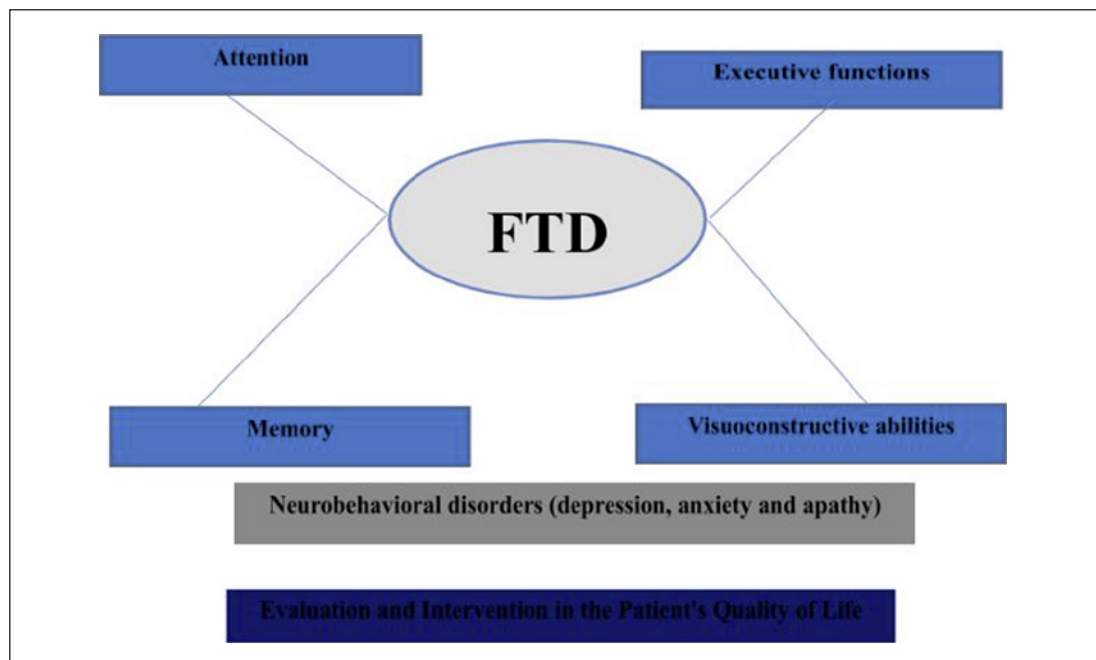 Attention
Executive functions
FTD
Memory
Visuoconstructive abilities
Neurobehavioral disorders (depression, anxiety and apathy)
Evaluation and Intervention in the Patient's Quality of Life